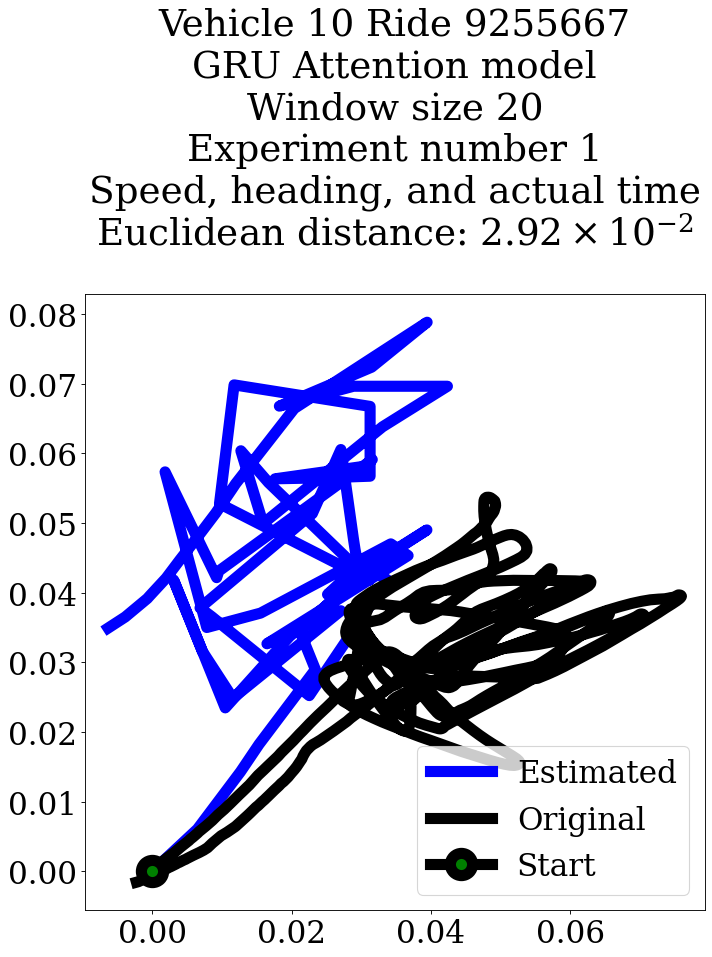 Vehicle 10 Ride 9255667
GRU Attention model
Window size 20
Experiment number 1
Speed, heading, and actual time
Euclidean distance: 2.92 × 10⁻²
0.08
0.07
0.06
0.05
0.04
0.03
0.02
0.01
0.00
Estimated
Original
Start
0.00 0.02 0.04 0.06